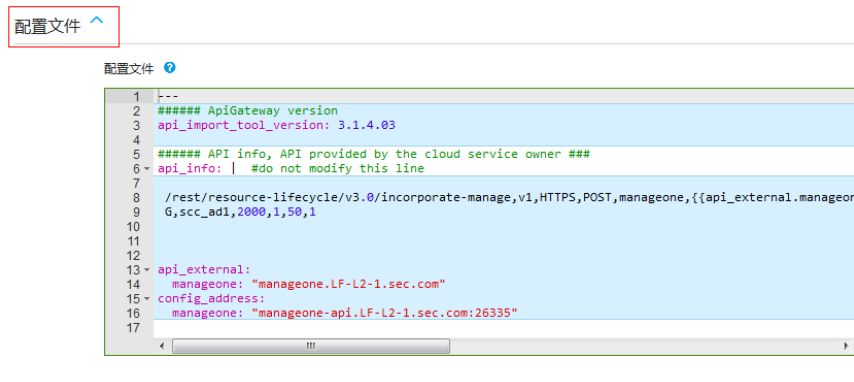 配置文件
配置文件
1 ---
2 ###### ApiGateway version
3 api_import_tool_version: 3.1.4.03
4
5 ###### API info, API provided by the cloud service owner ###
6 api_info: | #do not modify this line
7
8 /rest/resource-lifecycle/v3.0/incorporate-manage,v1,HTTPS,POST,manageone,{{api_external.manageon
9 G,scc_ad1,2000,1,50,1
10
11
12
13 api_external:
14 manageone: "manageone.LF-L2-1.sec.com"
15 config_address:
16 manageone: "manageone-api.LF-L2-1.sec.com:26335"
17